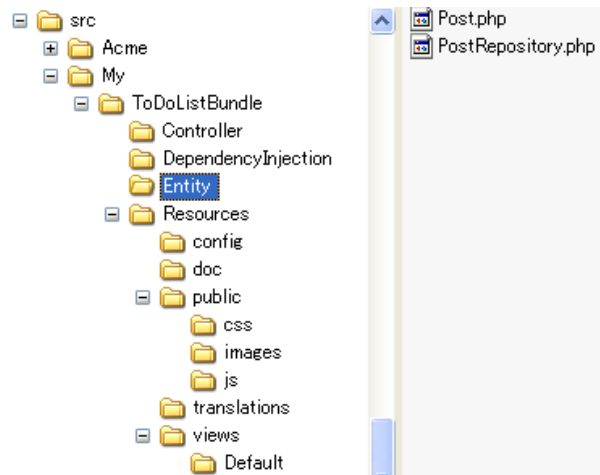 src
Acme
My
ToDoListBundle
Controller
DependencyInjection
Entity
Resources
config
doc
public
css
images
js
translations
views
Default
Post.php
PostRepository.php